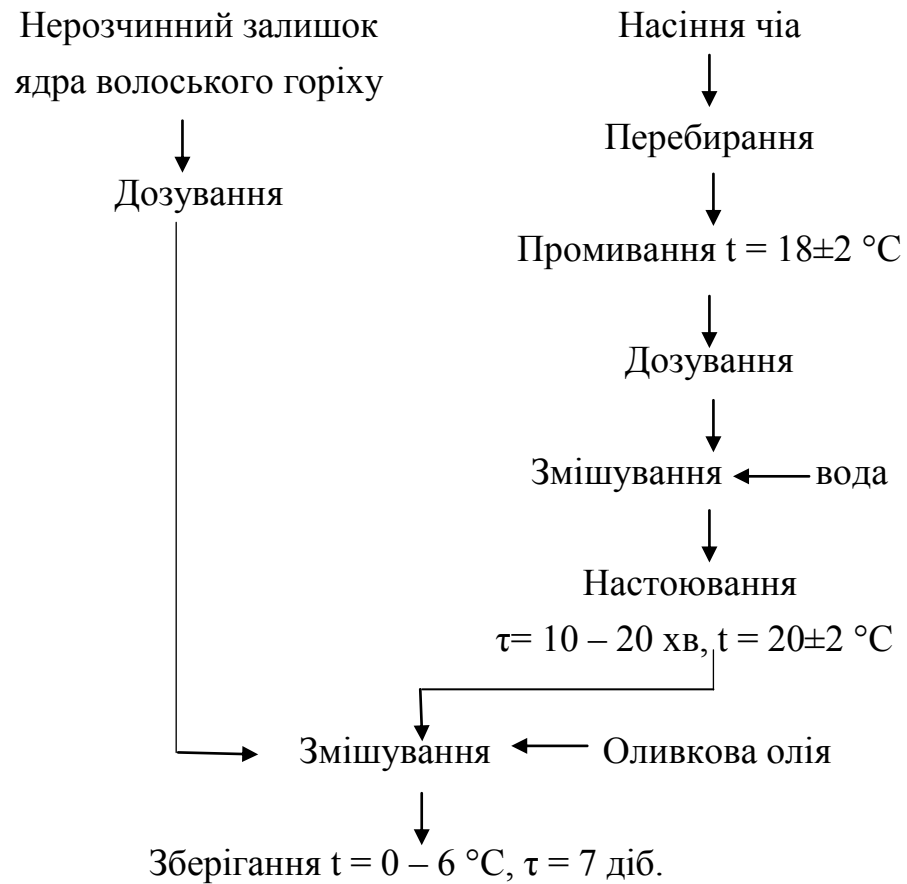 Нерозчинний залишок
ядра волоського горіху
Дозування
Насіння чіа
Перебирання
Промивання t = 18±2 °С
Дозування
Змішування
вода
Настоювання
τ= 10 – 20 хв, t = 20±2 °С
Змішування
Оливкова олія
Зберігання t = 0 – 6 °С, τ = 7 діб.